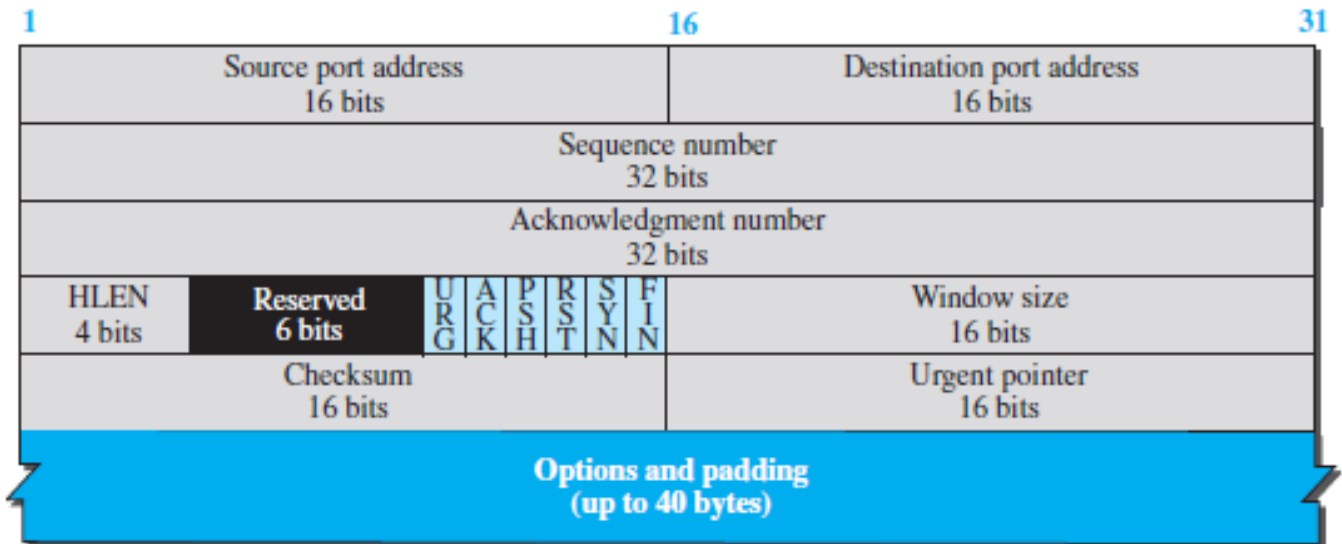 1 16 31
Source port address Destination port address
16 bits 16 bits
Sequence number
32 bits
Acknowledgment number
32 bits
HLEN Reserved URG ACK PSH RST SYN FIN Window size
4 bits 6 bits 16 bits
Checksum Urgent pointer
16 bits 16 bits
Options and padding
(up to 40 bytes)